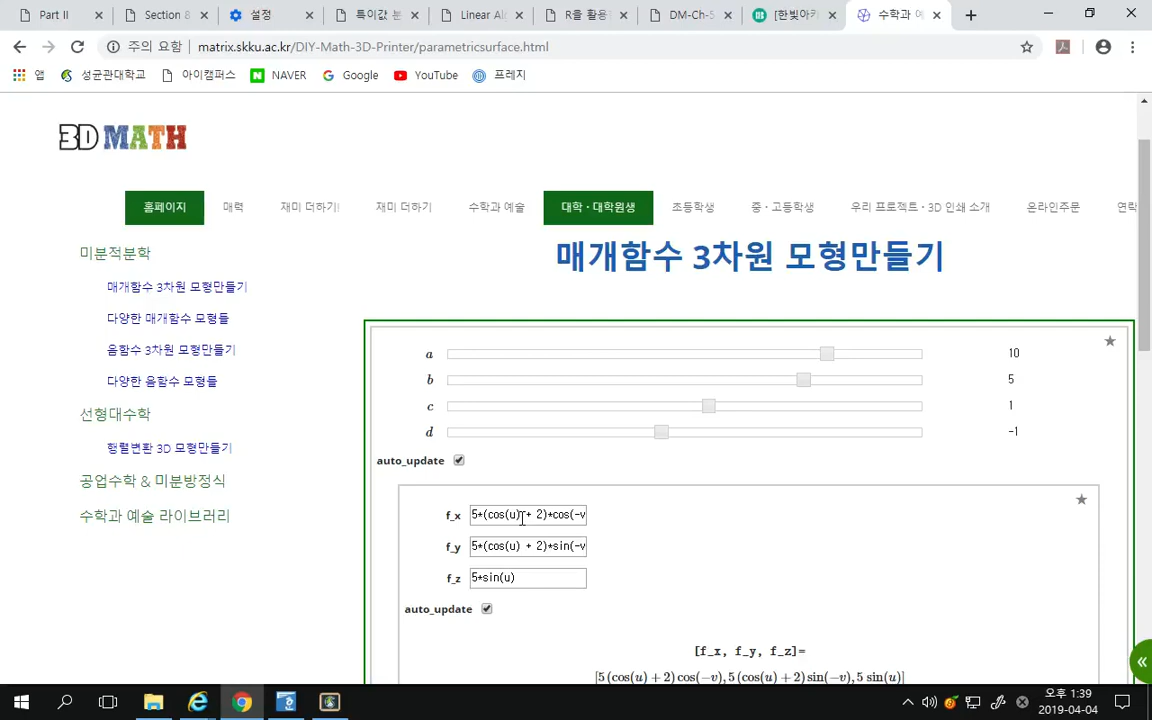 Part II
Section 8
설정
특이값 분
Linear Al
R을 활용
DM-Ch-5
[한빛아카
수학과 예
주의 요함
matrix.skku.ac.kr/DIY-Math-3D-Printer/parametricsurface.html
앱
성균관대학교
아이캠퍼스
NAVER
Google
YouTube
프레지
3D MATH
홈페이지
매력
재미 더하기!
재미 더하기
수학과 예술
대학·대학원생
초등학생
중·고등학생
우리 프로젝트·3D 인쇄 소개
온라인주문
연락
미분적분학
매개함수 3차원 모형만들기
매개함수 3차원 모형만들기
다양한 매개함수 모형들
음함수 3차원 모형만들기
다양한 음함수 모형들
선형대수학
행렬변환 3D 모형만들기
공업수학 & 미분방정식
수학과 예술 라이브러리
a 10
b 5
c 1
d -1
auto_update
f_x 5*(cos(u) + 2)*cos(-v
f_y 5*(cos(u) + 2)*sin(-v
f_z 5*sin(u)
auto_update
[f_x, f_y, f_z]=
[5 (cos(u) + 2) cos(−v), 5 (cos(u) + 2) sin(−v), 5 sin(u)]
오후 1:39
2019-04-04